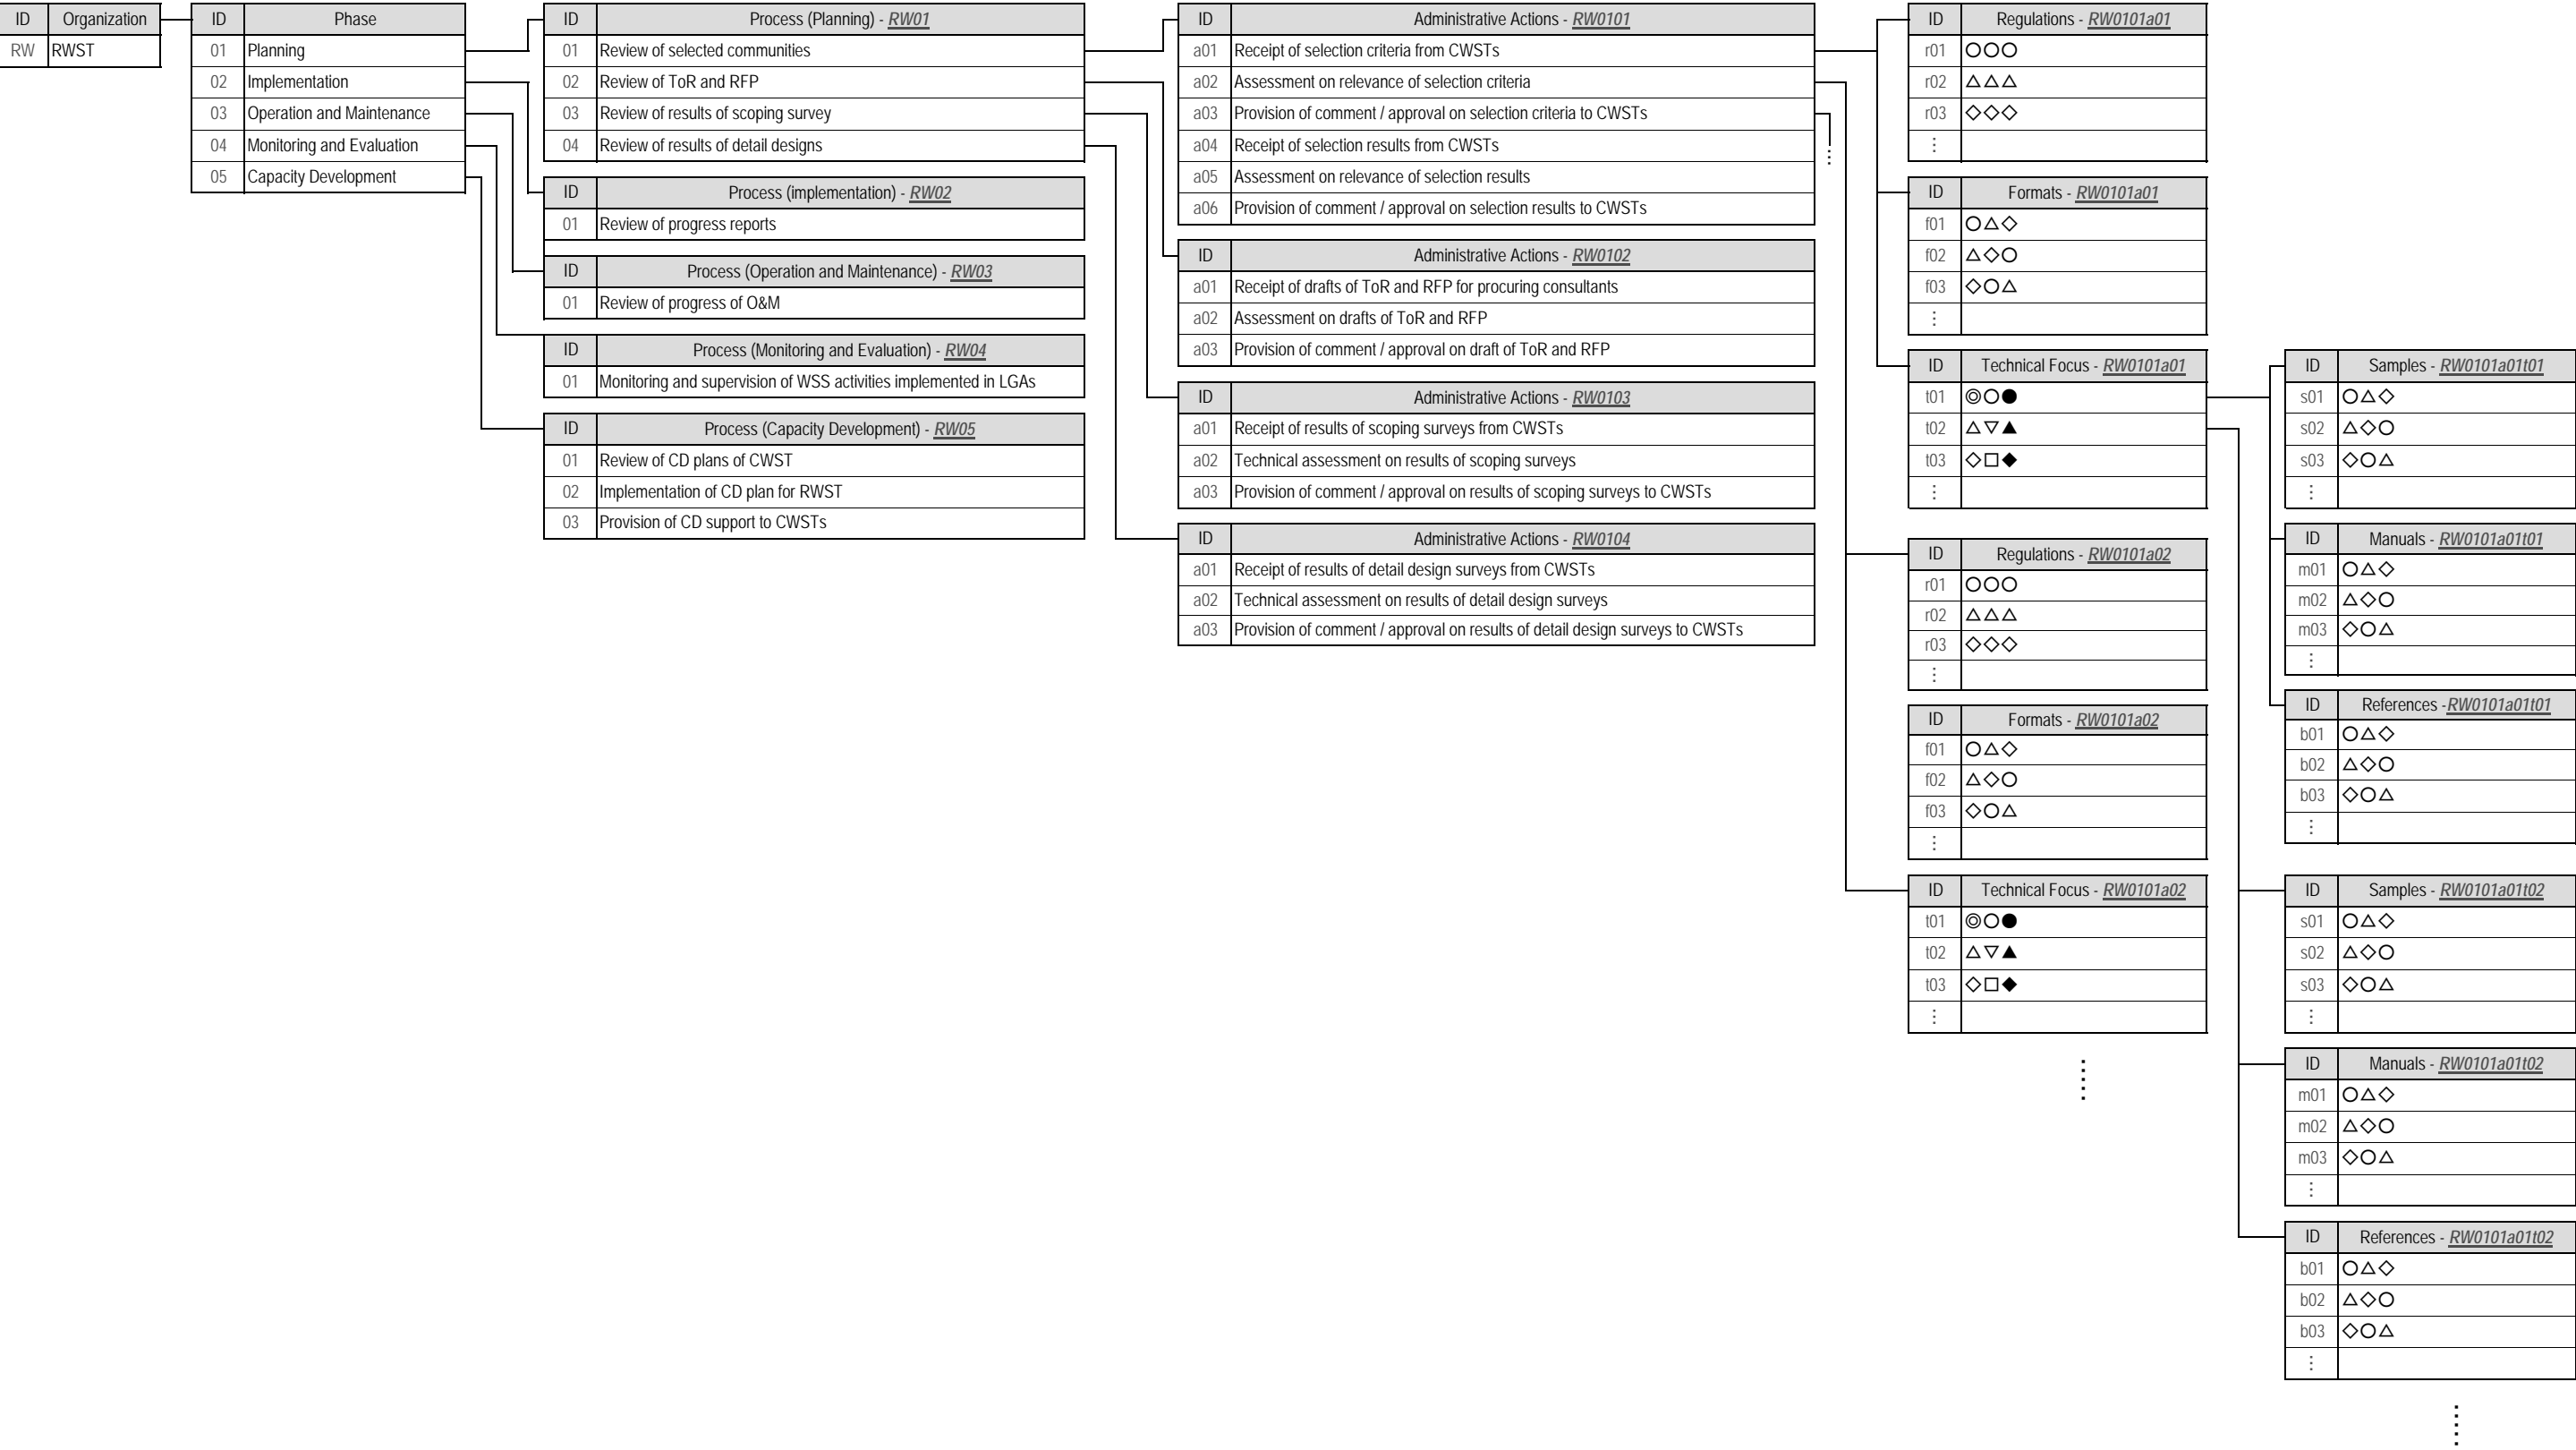 ID Organization
RW RWST
ID Phase
01 Planning
02 Implementation
03 Operation and Maintenance
04 Monitoring and Evaluation
05 Capacity Development
ID Process (Planning) - RW01
01 Review of selected communities
02 Review of ToR and RFP
03 Review of results of scoping survey
04 Review of results of detail designs
ID Process (implementation) - RW02
01 Review of progress reports
ID Process (Operation and Maintenance) - RW03
01 Review of progress of O&M
ID Process (Monitoring and Evaluation) - RW04
01 Monitoring and supervision of WSS activities implemented in LGAs
ID Process (Capacity Development) - RW05
01 Review of CD plans of CWST
02 Implementation of CD plan for RWST
03 Provision of CD support to CWSTs
ID Administrative Actions - RW0101
a01 Receipt of selection criteria from CWSTs
a02 Assessment on relevance of selection criteria
a03 Provision of comment / approval on selection criteria to CWSTs
a04 Receipt of selection results from CWSTs
a05 Assessment on relevance of selection results
a06 Provision of comment / approval on selection results to CWSTs
ID Administrative Actions - RW0102
a01 Receipt of drafts of ToR and RFP for procuring consultants
a02 Assessment on drafts of ToR and RFP
a03 Provision of comment / approval on draft of ToR and RFP
ID Administrative Actions - RW0103
a01 Receipt of results of scoping surveys from CWSTs
a02 Technical assessment on results of scoping surveys
a03 Provision of comment / approval on results of scoping surveys to CWSTs
ID Administrative Actions - RW0104
a01 Receipt of results of detail design surveys from CWSTs
a02 Technical assessment on results of detail design surveys
a03 Provision of comment / approval on results of detail design surveys to CWSTs
ID Regulations - RW0101a01
r01 ○○○
r02 △△△
r03 ◇◇◇
⋮
ID Formats - RW0101a01
f01 ○△◇
f02 △◇○
f03 ◇○△
⋮
ID Technical Focus - RW0101a01
t01 ◎○●
t02 △▽▲
t03 ◇□◆
⋮
ID Regulations - RW0101a02
r01 ○○○
r02 △△△
r03 ◇◇◇
⋮
ID Formats - RW0101a02
f01 ○△◇
f02 △◇○
f03 ◇○△
⋮
ID Technical Focus - RW0101a02
t01 ◎○●
t02 △▽▲
t03 ◇□◆
⋮
ID Samples - RW0101a01t01
s01 ○△◇
s02 △◇○
s03 ◇○△
⋮
ID Manuals - RW0101a01t01
m01 ○△◇
m02 △◇○
m03 ◇○△
⋮
ID References -RW0101a01t01
b01 ○△◇
b02 △◇○
b03 ◇○△
⋮
ID Samples - RW0101a01t02
s01 ○△◇
s02 △◇○
s03 ◇○△
⋮
ID Manuals - RW0101a01t02
m01 ○△◇
m02 △◇○
m03 ◇○△
⋮
ID References - RW0101a01t02
b01 ○△◇
b02 △◇○
b03 ◇○△
⋮